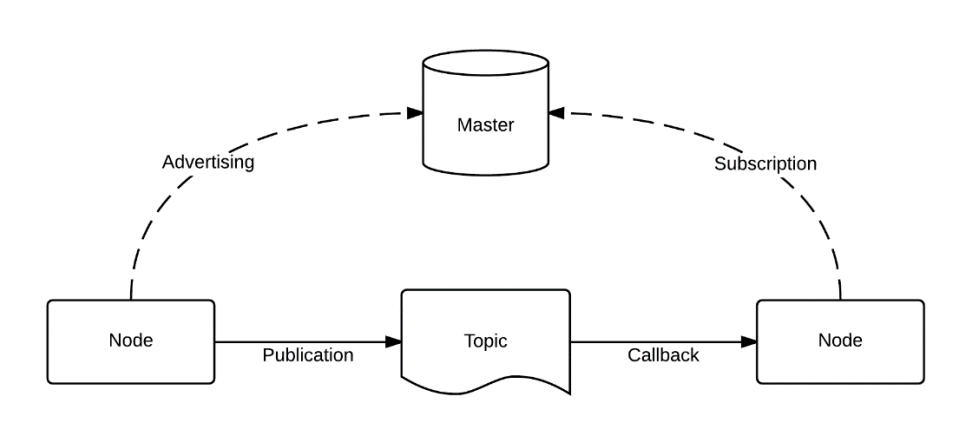 Master
Advertising
Subscription
Node
Publication
Topic
Callback
Node